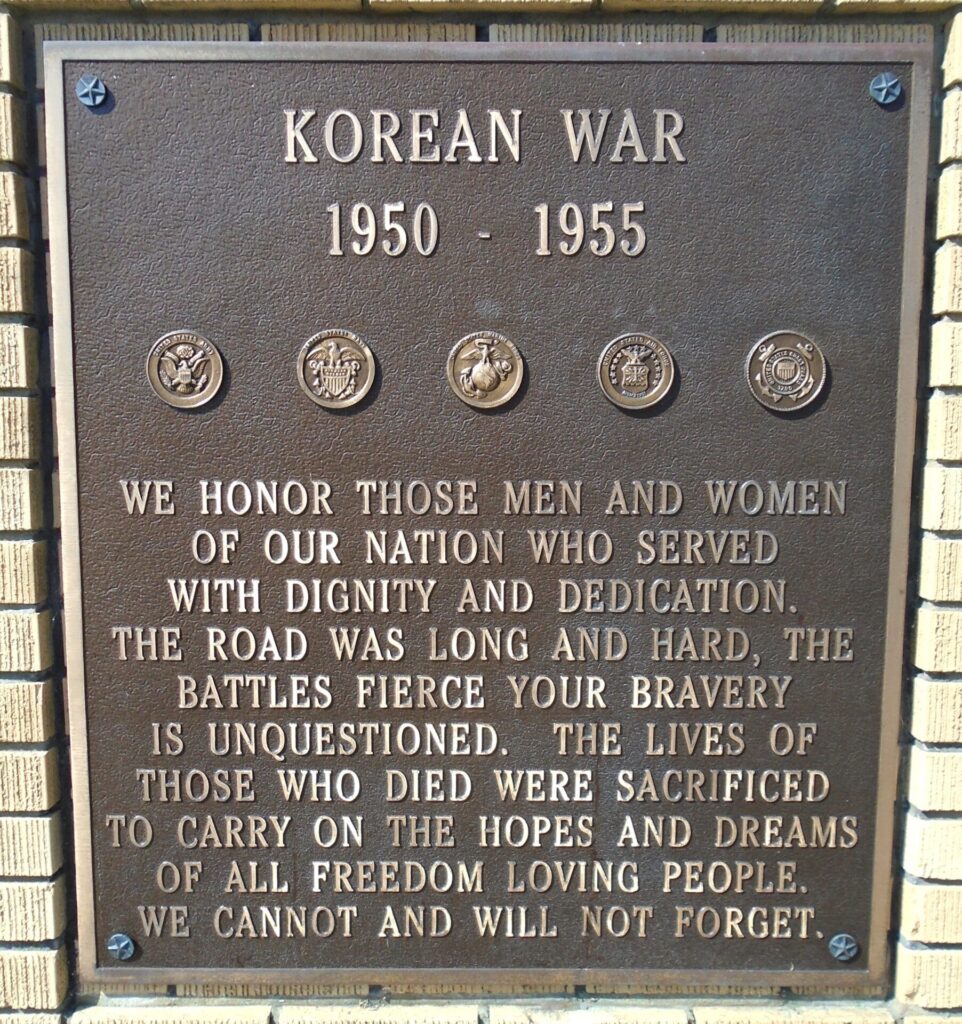 KOREAN WAR
1950 - 1955
WE HONOR THOSE MEN AND WOMEN
OF OUR NATION WHO SERVED
WITH DIGNITY AND DEDICATION.
THE ROAD WAS LONG AND HARD, THE
BATTLES FIERCE YOUR BRAVERY
IS UNQUESTIONED. THE LIVES OF
THOSE WHO DIED WERE SACRIFICED
TO CARRY ON THE HOPES AND DREAMS
OF ALL FREEDOM LOVING PEOPLE.
WE CANNOT AND WILL NOT FORGET.